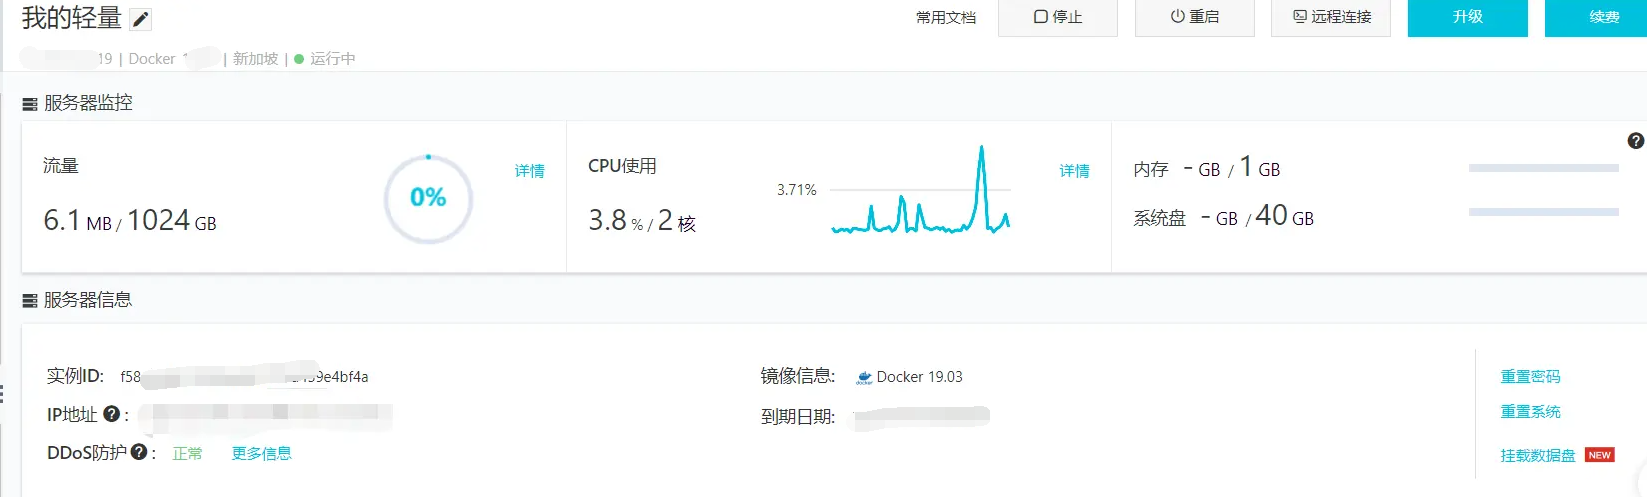 我的轻量 常用文档 停止 重启 远程连接 升级 续费
19 | Docker | 新加坡 | 运行中
服务器监控
流量 详情 CPU使用 详情 内存 - GB / 1 GB
0%
3.71%
6.1 MB / 1024 GB 3.8 % / 2 核 系统盘 - GB / 40 GB
服务器信息
实例ID: f58 9e4bf4a 镜像信息: docker Docker 19.03 重置密码
IP地址 ? : 到期日期: 重置系统
DDoS防护 ? : 正常 更多信息 挂载数据盘 NEW